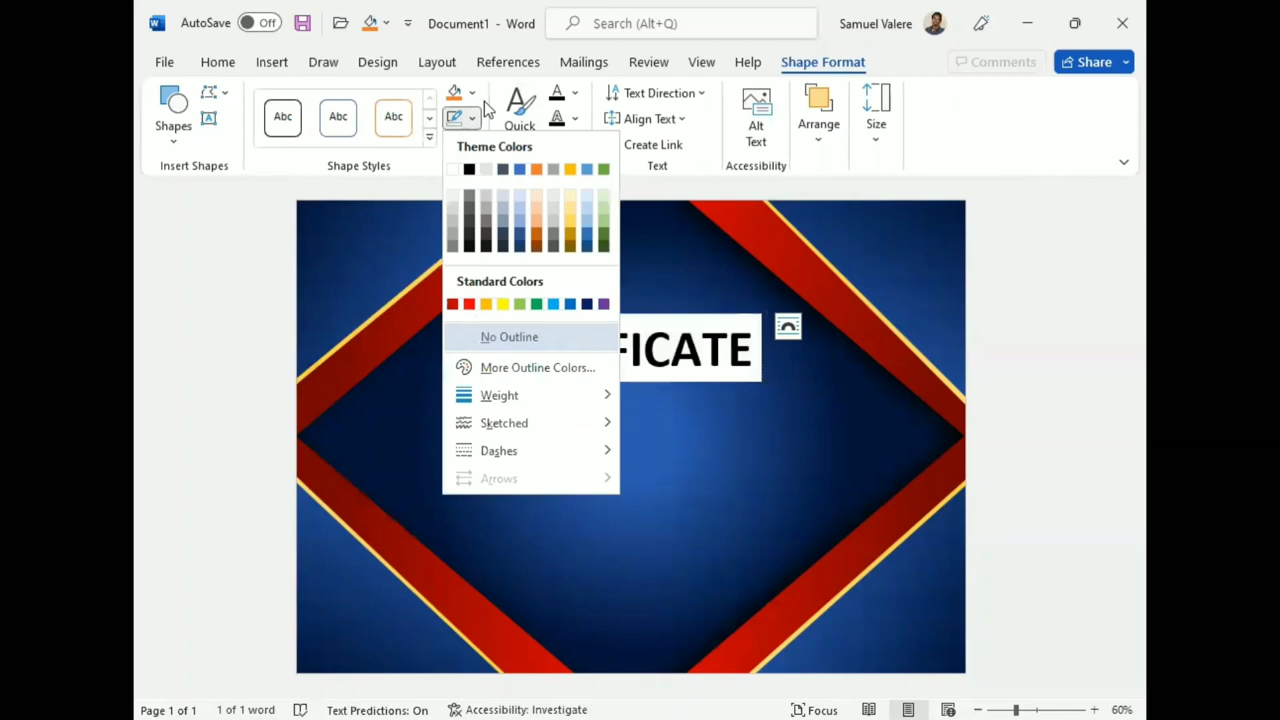 AutoSave Off Document1 - Word Search (Alt+Q) Samuel Valere
File Home Insert Draw Design Layout References Mailings Review View Help Shape Format Comments Share
Shapes
Insert Shapes
Abc Abc Abc
Shape Styles
Quick
Text Direction
Align Text
Create Link
Text
Alt
Text
Accessibility
Arrange
Size
Theme Colors
Standard Colors
No Outline
More Outline Colors...
Weight
Sketched
Dashes
Arrows
FICATE
Page 1 of 1 1 of 1 word Text Predictions: On Accessibility: Investigate Focus 60%